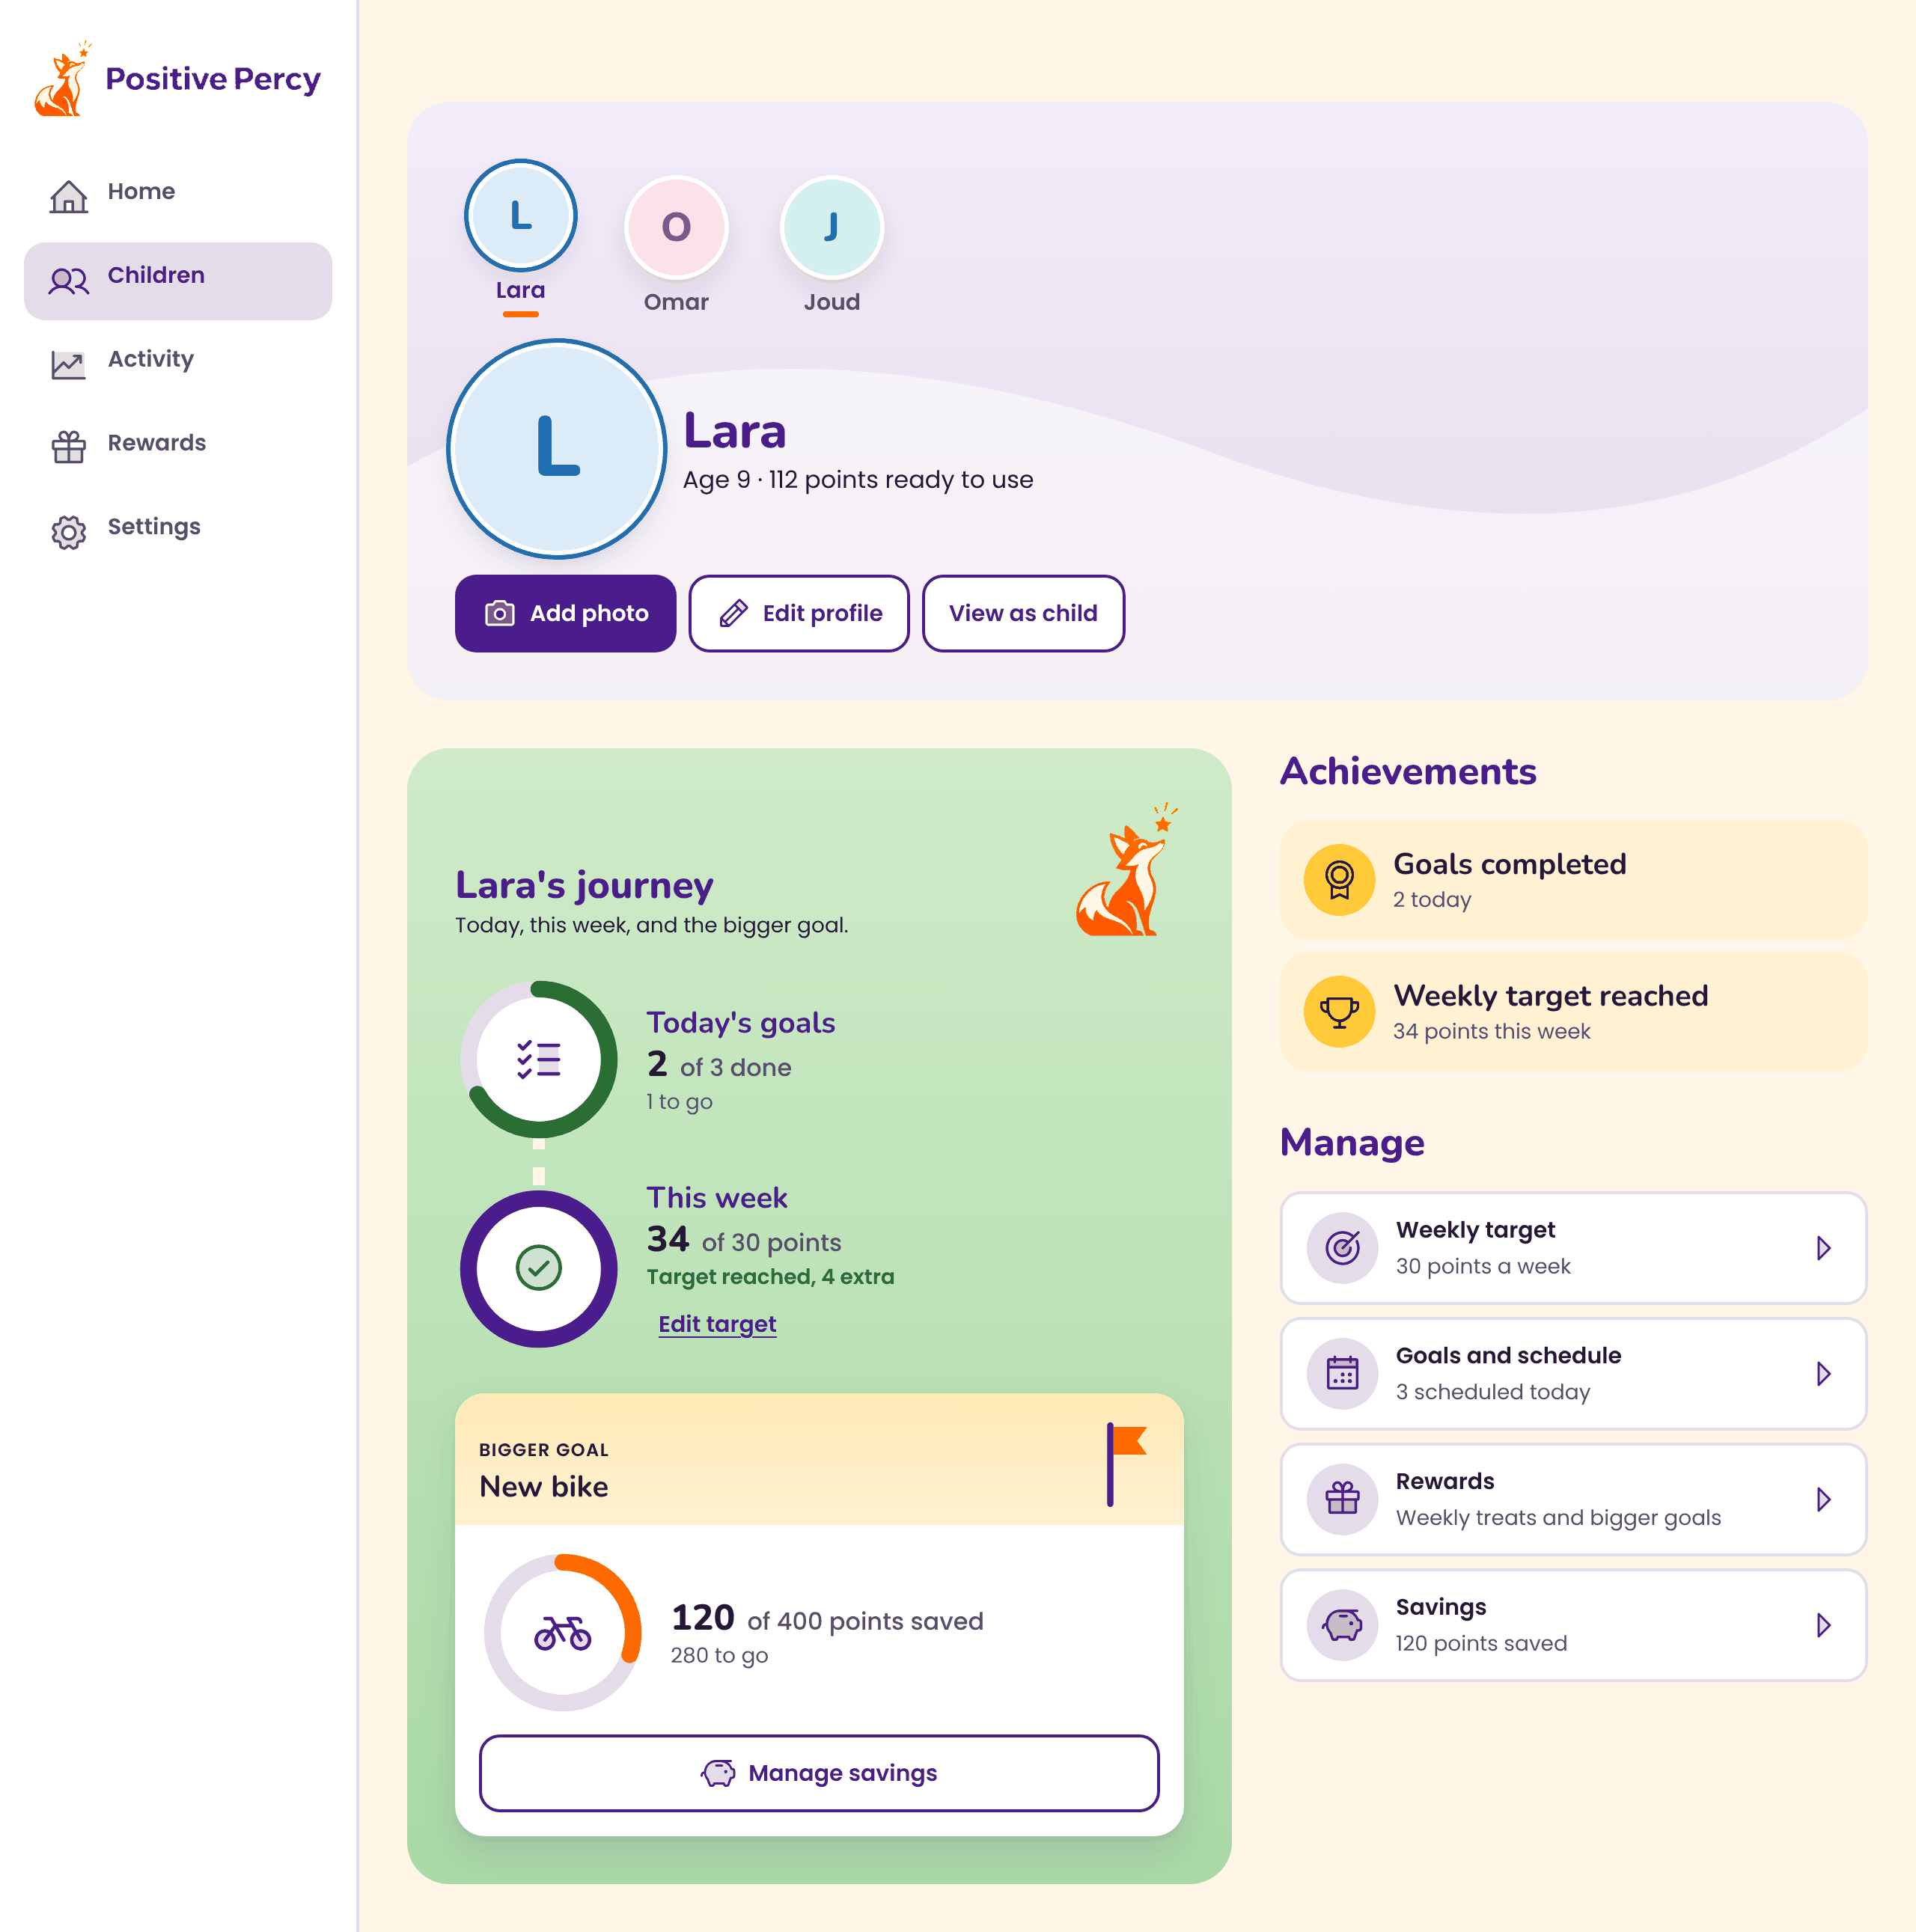 Positive Percy
Home
Children
Activity
Rewards
Settings
L
O
J
Lara
Omar
Joud
L
Lara
Age 9 · 112 points ready to use
Add photo
Edit profile
View as child
Lara's journey
Today, this week, and the bigger goal.
Today's goals
2 of 3 done
1 to go
This week
34 of 30 points
Target reached, 4 extra
Edit target
BIGGER GOAL
New bike
120 of 400 points saved
280 to go
Manage savings
Achievements
Goals completed
2 today
Weekly target reached
34 points this week
Manage
Weekly target
30 points a week
Goals and schedule
3 scheduled today
Rewards
Weekly treats and bigger goals
Savings
120 points saved